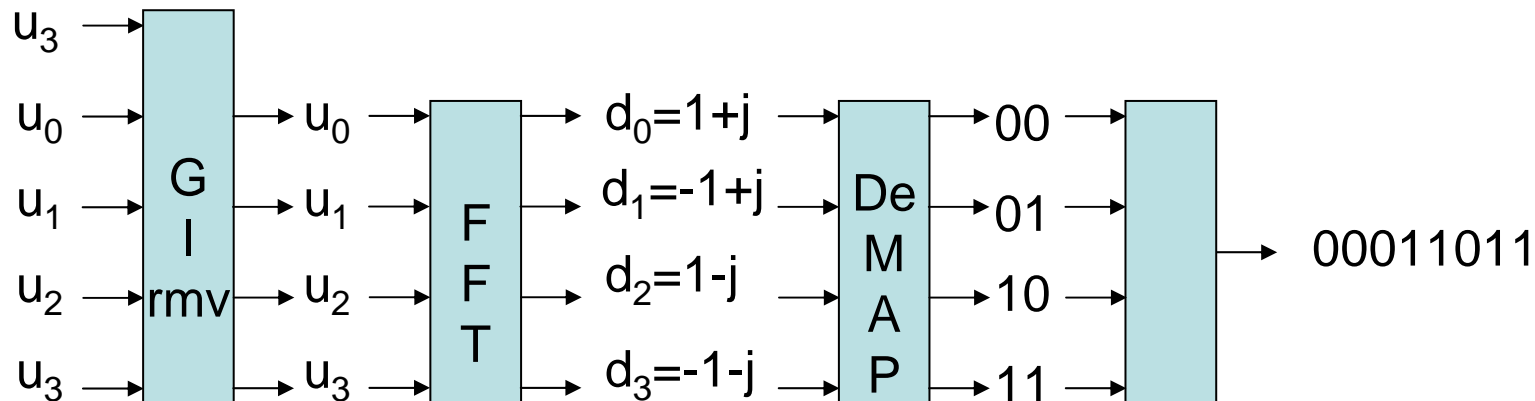 u3
u0 u0 d0=1+j 00
u1 u1 d1=-1+j 01
u2 u2 d2=1-j 10
u3 u3 d3=-1-j 11
G
I
rmv
F
F
T
De
M
A
P
00011011